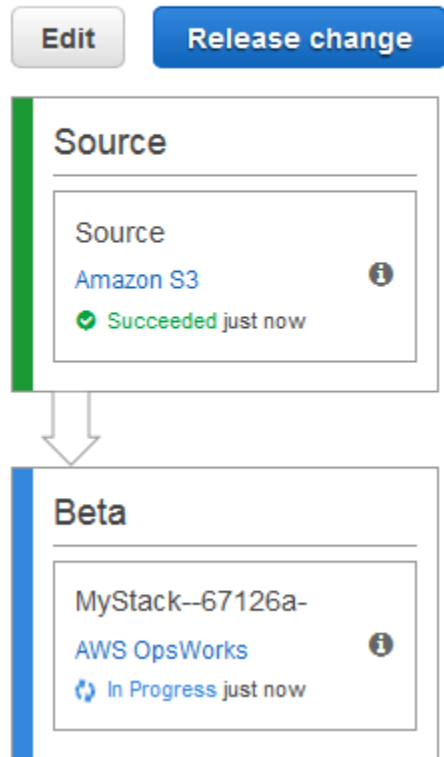 Edit
Release change
Source
Source
Amazon S3
Succeeded just now
Beta
MyStack--67126a-
AWS OpsWorks
In Progress just now